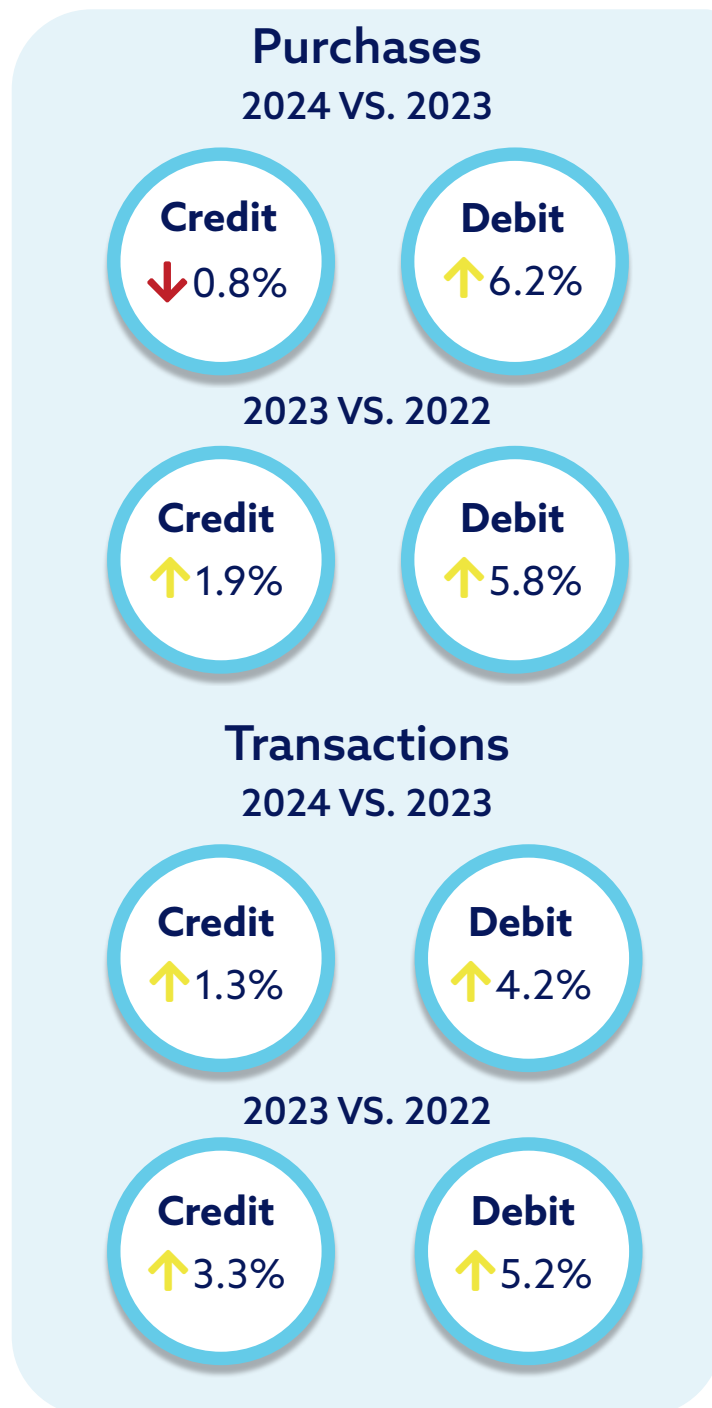 Purchases
2024 VS. 2023
Credit
↓0.8%
Debit
↑6.2%
2023 VS. 2022
Credit
↑1.9%
Debit
↑5.8%
Transactions
2024 VS. 2023
Credit
↑1.3%
Debit
↑4.2%
2023 VS. 2022
Credit
↑3.3%
Debit
↑5.2%